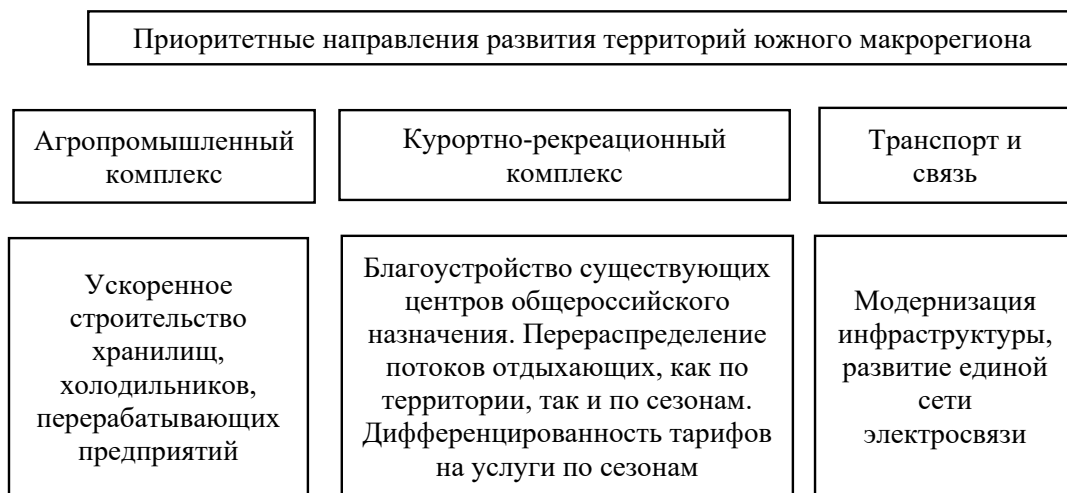 Приоритетные направления развития территорий южного макрорегиона
Агропромышленный
комплекс
Курортно-рекреационный
комплекс
Транспорт и
связь
Ускоренное
строительство
хранилищ,
холодильников,
перерабатывающих
предприятий
Благоустройство существующих
центров общероссийского
назначения. Перераспределение
потоков отдыхающих, как по
территории, так и по сезонам.
Дифференцированность тарифов
на услуги по сезонам
Модернизация
инфраструктуры,
развитие единой
сети
электросвязи